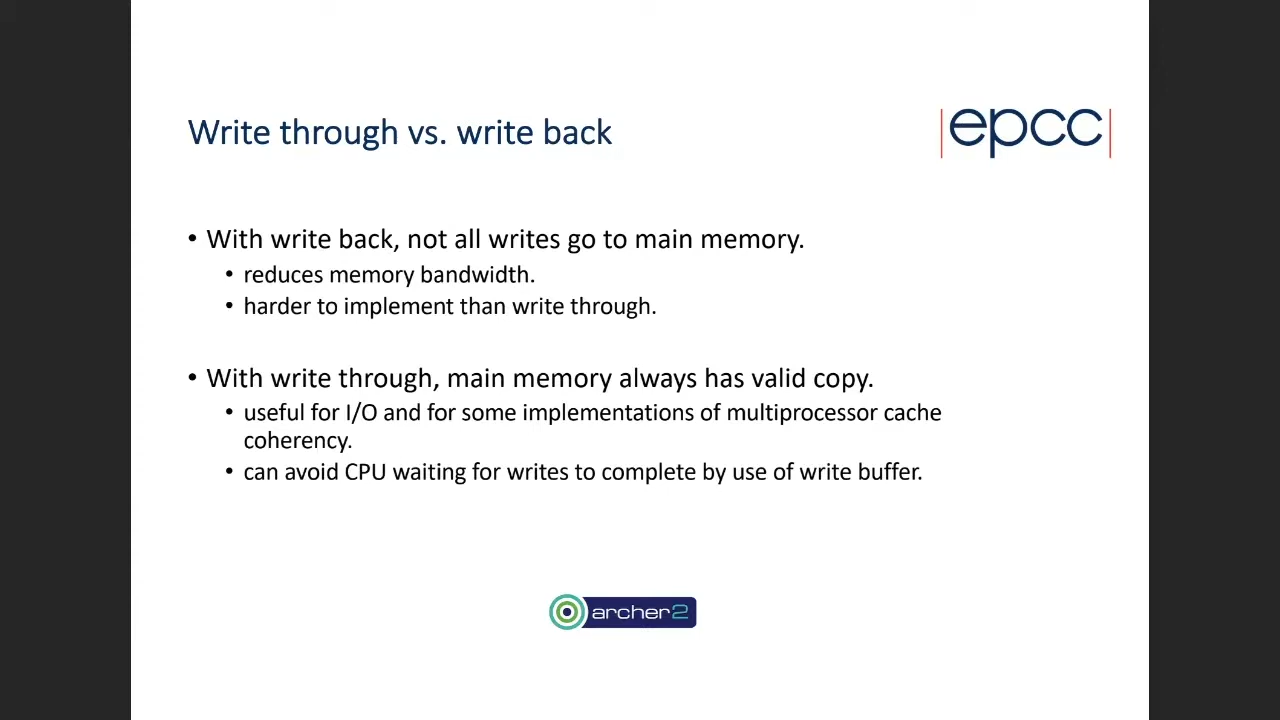 Write through vs. write back
epcc
• With write back, not all writes go to main memory.
• reduces memory bandwidth.
• harder to implement than write through.
• With write through, main memory always has valid copy.
• useful for I/O and for some implementations of multiprocessor cache
coherency.
• can avoid CPU waiting for writes to complete by use of write buffer.
archer2